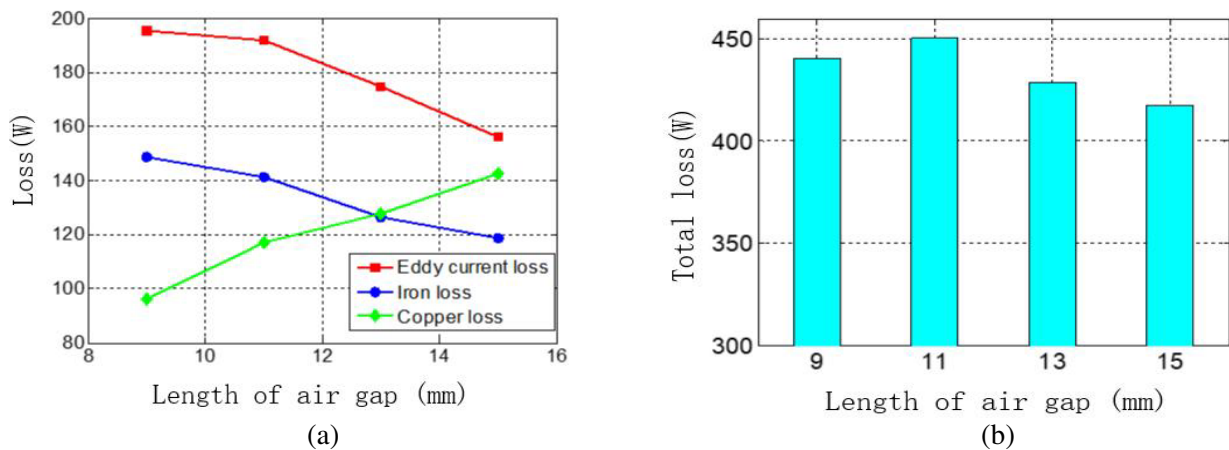 200
180
160
140
120
100
80
Loss(W)
Eddy current loss
Iron loss
Copper loss
8 10 12 14 16
Length of air gap (mm)
(a)
450
400
350
300
Total loss(W)
9 11 13 15
Length of air gap (mm)
(b)